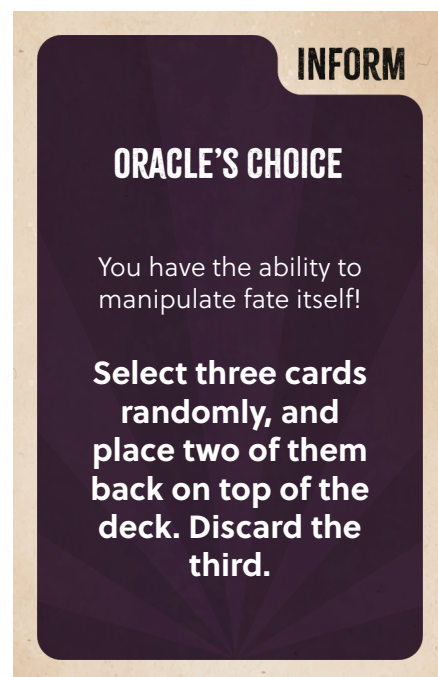 INFORM
ORACLE'S CHOICE
You have the ability to
manipulate fate itself!
Select three cards
randomly, and
place two of them
back on top of the
deck. Discard the
third.